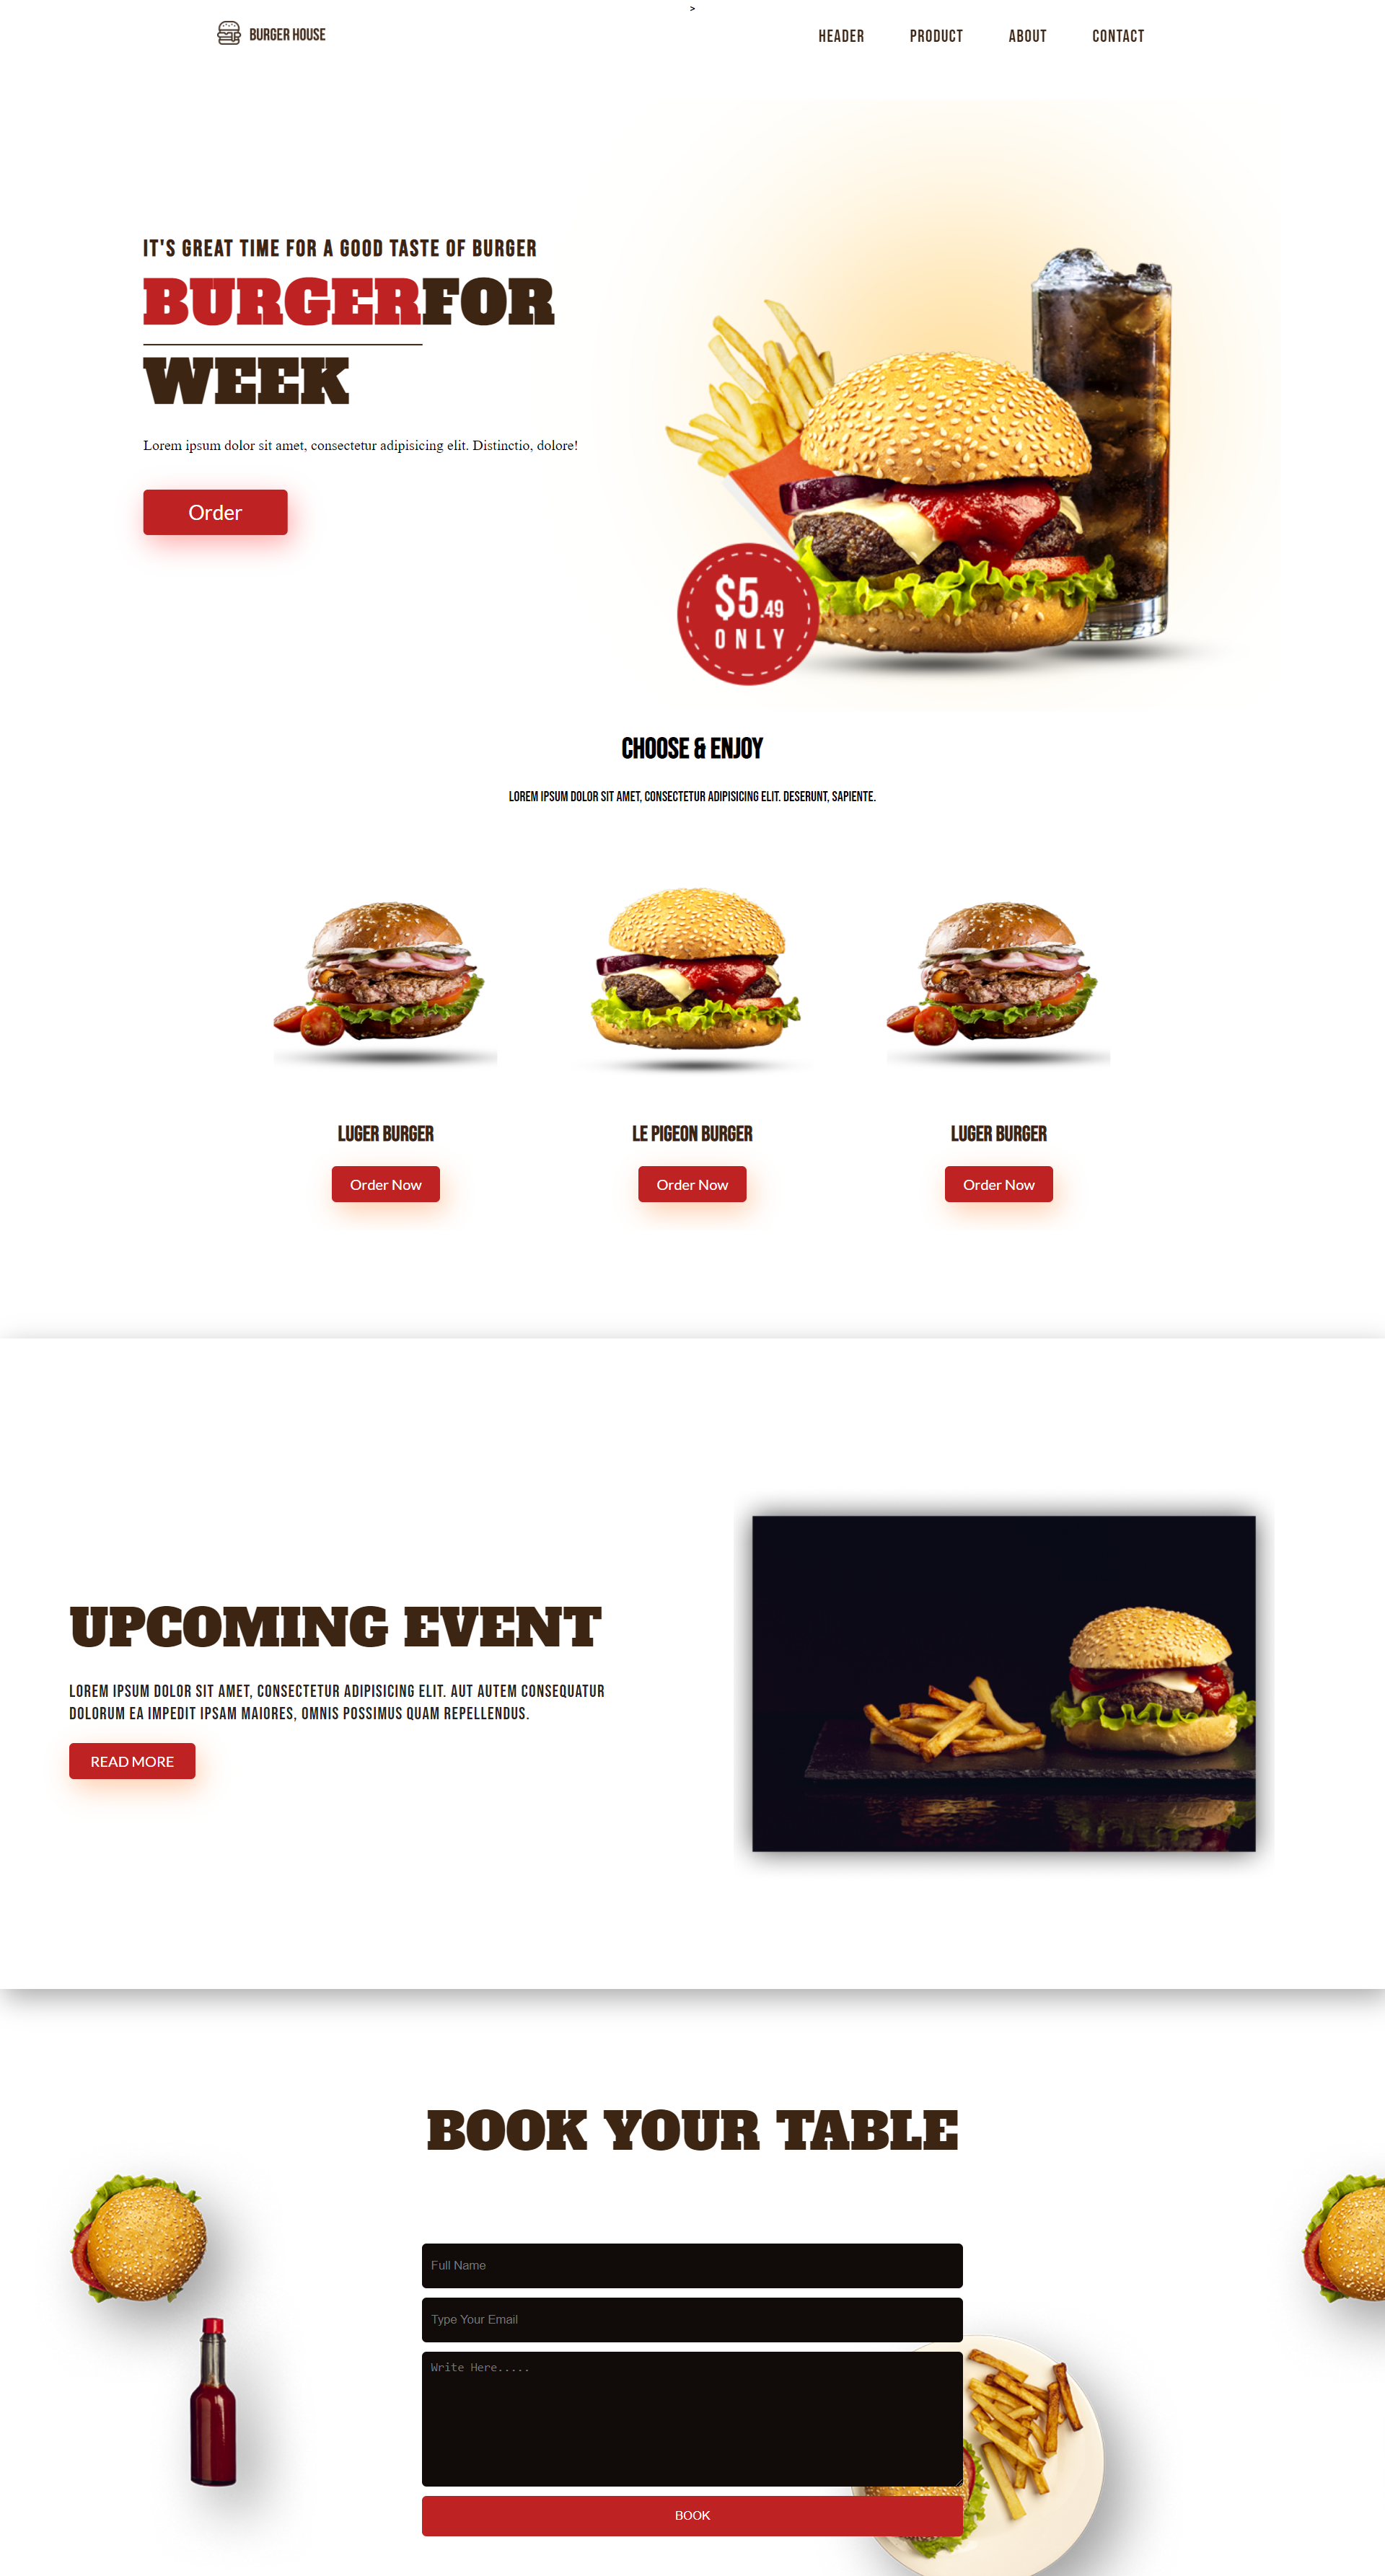 >
BURGER HOUSE
HEADER PRODUCT ABOUT CONTACT
IT'S GREAT TIME FOR A GOOD TASTE OF BURGER
BURGERFOR
WEEK
Lorem ipsum dolor sit amet, consectetur adipisicing elit. Distinctio, dolore!
Order
$5.49
ONLY
CHOOSE & ENJOY
LOREM IPSUM DOLOR SIT AMET, CONSECTETUR ADIPISICING ELIT. DESERUNT, SAPIENTE.
LUGER BURGER
Order Now
LE PIGEON BURGER
Order Now
LUGER BURGER
Order Now
UPCOMING EVENT
LOREM IPSUM DOLOR SIT AMET, CONSECTETUR ADIPISICING ELIT. AUT AUTEM CONSEQUATUR
DOLORUM EA IMPEDIT IPSAM MAIORES, OMNIS POSSIMUS QUAM REPELLENDUS.
READ MORE
BOOK YOUR TABLE
Full Name
Type Your Email
Write Here.....
BOOK